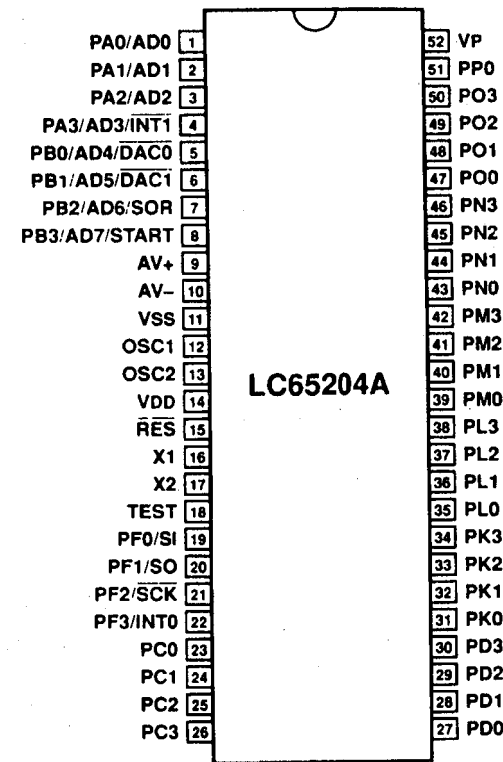 PA0/AD0 1
PA1/AD1 2
PA2/AD2 3
PA3/AD3/I̅N̅T̅1̅ 4
PB0/AD4/D̅A̅C̅0̅ 5
PB1/AD5/D̅A̅C̅1̅ 6
PB2/AD6/SOR 7
PB3/AD7/START 8
AV+ 9
AV– 10
VSS 11
OSC1 12
OSC2 13
VDD 14
R̅E̅S̅ 15
X1 16
X2 17
TEST 18
PF0/SI 19
PF1/SO 20
PF2/S̅C̅K̅ 21
PF3/INT0 22
PC0 23
PC1 24
PC2 25
PC3 26
LC65204A
52 VP
51 PP0
50 PO3
49 PO2
48 PO1
47 PO0
46 PN3
45 PN2
44 PN1
43 PN0
42 PM3
41 PM2
40 PM1
39 PM0
38 PL3
37 PL2
36 PL1
35 PL0
34 PK3
33 PK2
32 PK1
31 PK0
30 PD3
29 PD2
28 PD1
27 PD0